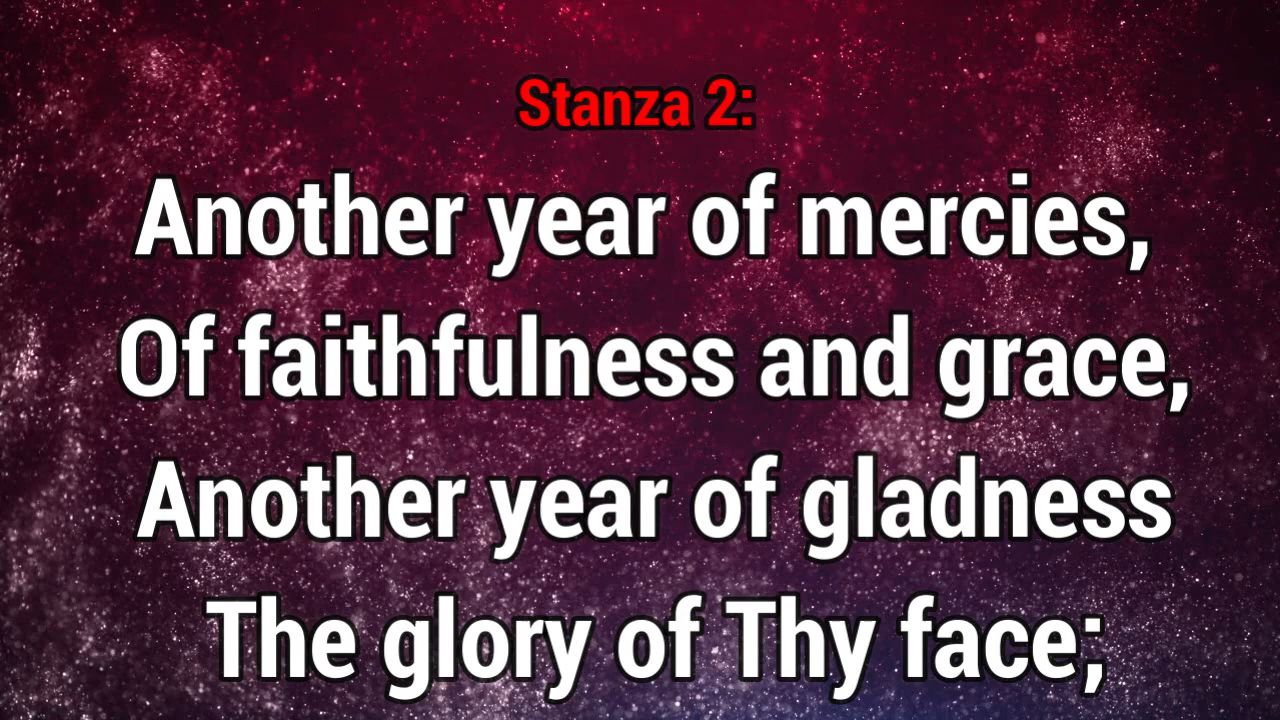 Stanza 2:
Another year of mercies,
Of faithfulness and grace,
Another year of gladness
The glory of Thy face;